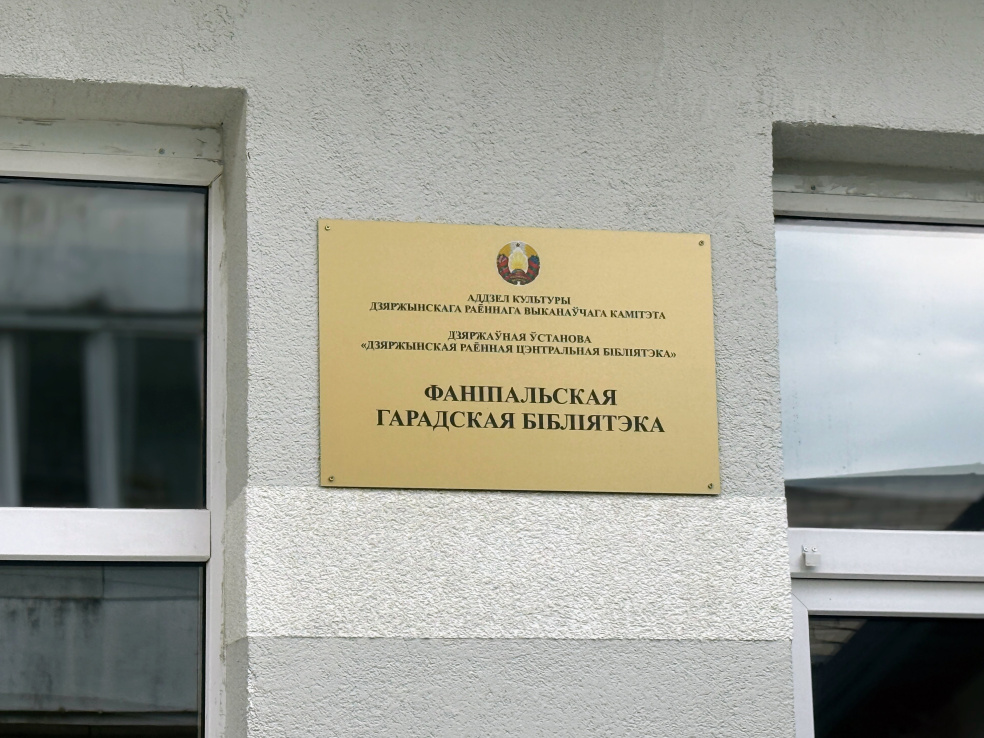 АДДЗЕЛ КУЛЬТУРЫ
ДЗЯРЖЫНСКАГА РАЁННАГА ВЫКАНАЎЧАГА КАМІТЭТА
ДЗЯРЖАЎНАЯ ЎСТАНОВА
«ДЗЯРЖЫНСКАЯ РАЁННАЯ ЦЭНТРАЛЬНАЯ БІБЛІЯТЭКА»
ФАНІПАЛЬСКАЯ
ГАРАДСКАЯ БІБЛІЯТЭКА